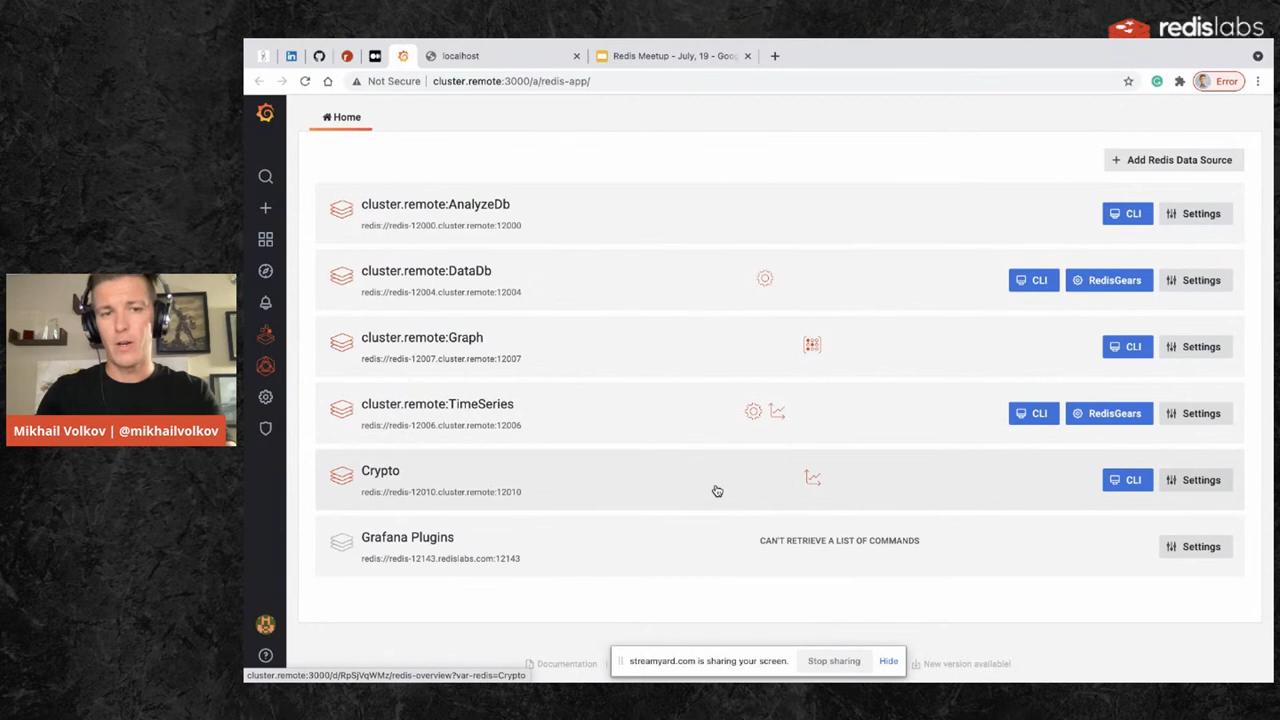 redislabs
localhost
Redis Meetup - July, 19 - Goog
Not Secure
cluster.remote:3000/a/redis-app/
Error
Home
+ Add Redis Data Source
cluster.remote:AnalyzeDb
redis://redis-12000.cluster.remote:12000
CLI
Settings
cluster.remote:DataDb
redis://redis-12004.cluster.remote:12004
CLI
RedisGears
Settings
cluster.remote:Graph
redis://redis-12007.cluster.remote:12007
CLI
Settings
cluster.remote:TimeSeries
redis://redis-12006.cluster.remote:12006
CLI
RedisGears
Settings
Mikhail Volkov | @mikhailvolkov
Crypto
redis://redis-12010.cluster.remote:12010
CLI
Settings
Grafana Plugins
redis://redis-12143.redislabs.com:12143
CAN'T RETRIEVE A LIST OF COMMANDS
Settings
Documentation
streamyard.com is sharing your screen.
Stop sharing
Hide
New version available!
cluster.remote:3000/d/RpSjVqWMz/redis-overview?var-redis=Crypto